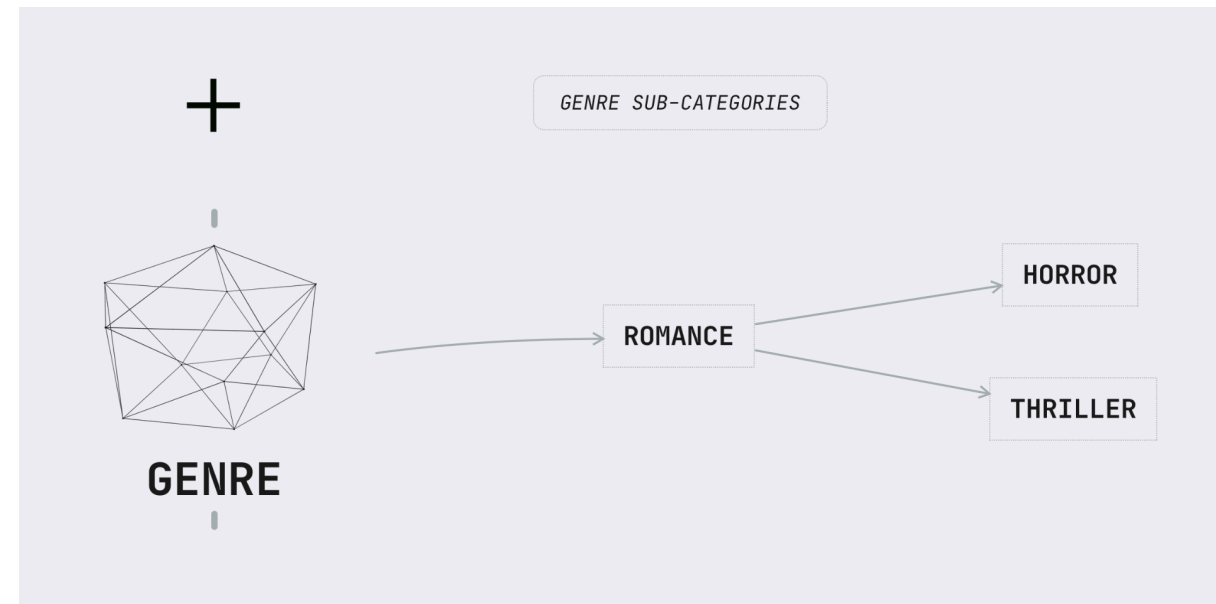 GENRE SUB-CATEGORIES
HORROR
ROMANCE
THRILLER
GENRE